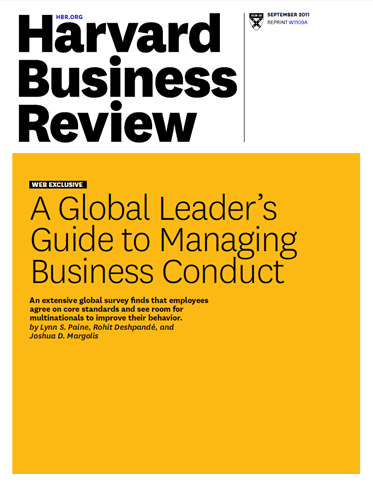 HBR.ORG
Harvard
Business
Review
SEPTEMBER 2011
REPRINT W1109A
WEB EXCLUSIVE
A Global Leader’s
Guide to Managing
Business Conduct
An extensive global survey finds that employees
agree on core standards and see room for
multinationals to improve their behavior.
by Lynn S. Paine, Rohit Deshpandé, and
Joshua D. Margolis